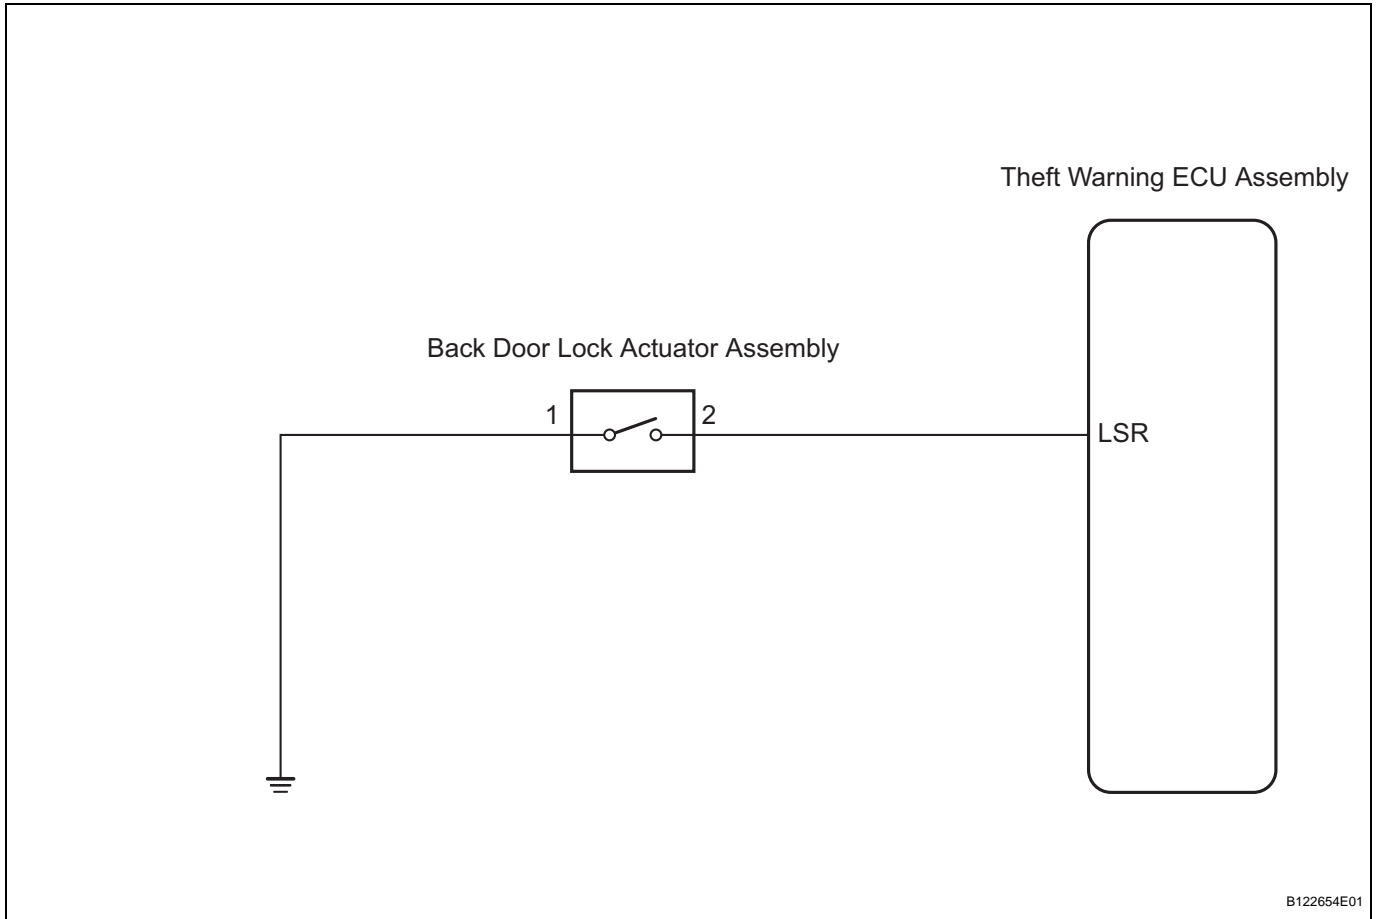 Theft Warning ECU Assembly
Back Door Lock Actuator Assembly
1
2
LSR
B122654E01